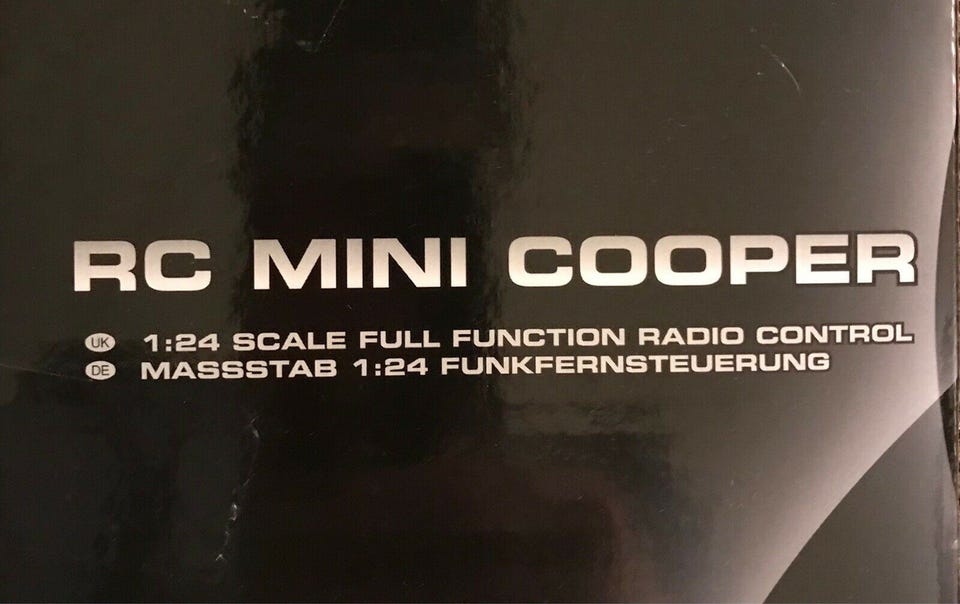 RC MINI COOPER
UK 1:24 SCALE FULL FUNCTION RADIO CONTROL
DE MASSSTAB 1:24 FUNKFERNSTEUERUNG